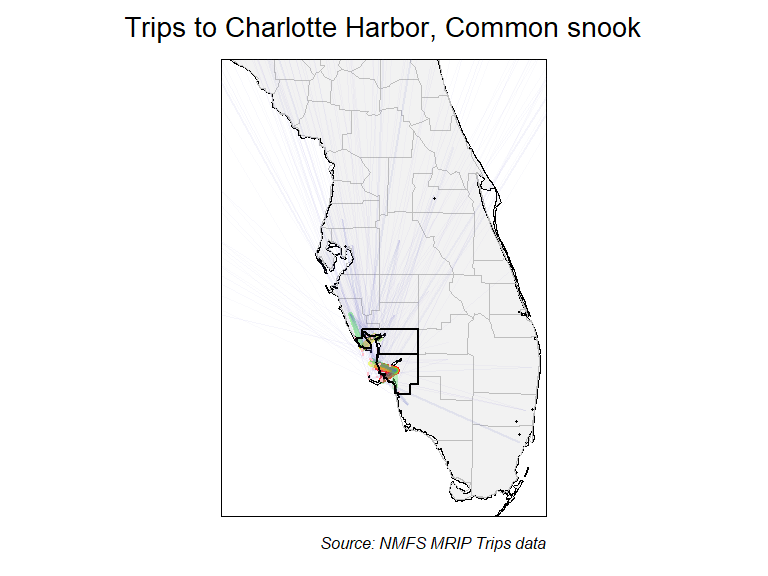 Trips to Charlotte Harbor, Common snook
Source: NMFS MRIP Trips data